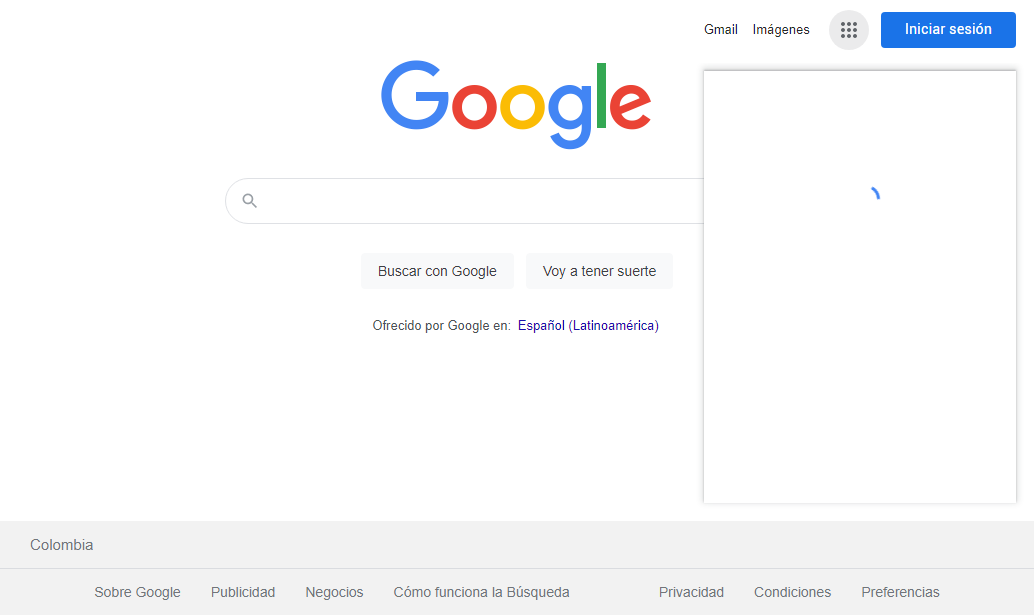 Gmail Imágenes Iniciar sesión
Google
Buscar con Google Voy a tener suerte
Ofrecido por Google en: Español (Latinoamérica)
Colombia
Sobre Google Publicidad Negocios Cómo funciona la Búsqueda Privacidad Condiciones Preferencias